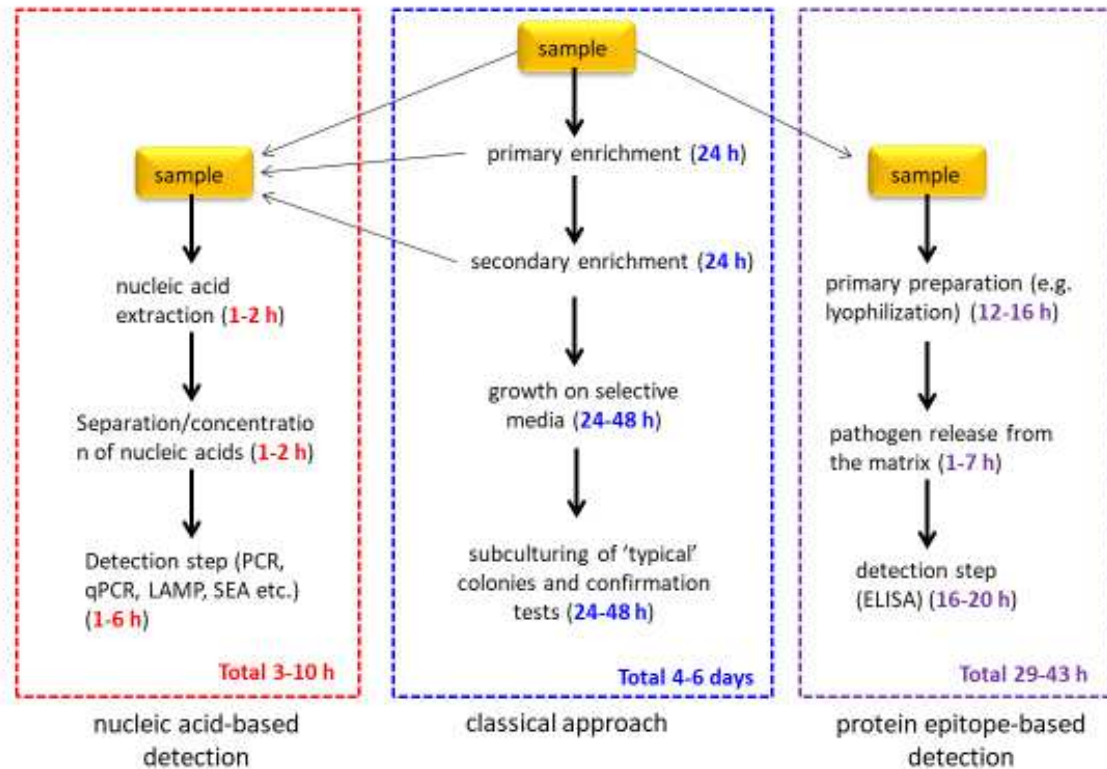 sample
nucleic acid
extraction (1-2 h)
Separation/concentratio
n of nucleic acids (1-2 h)
Detection step (PCR,
qPCR, LAMP, SEA etc.)
(1-6 h)
Total 3-10 h
nucleic acid-based
detection
sample
primary enrichment (24 h)
secondary enrichment (24 h)
growth on selective
media (24-48 h)
subculturing of 'typical'
colonies and confirmation
tests (24-48 h)
Total 4-6 days
classical approach
sample
primary preparation (e.g.
lyophilization) (12-16 h)
pathogen release from
the matrix (1-7 h)
detection step
(ELISA) (16-20 h)
Total 29-43 h
protein epitope-based
detection